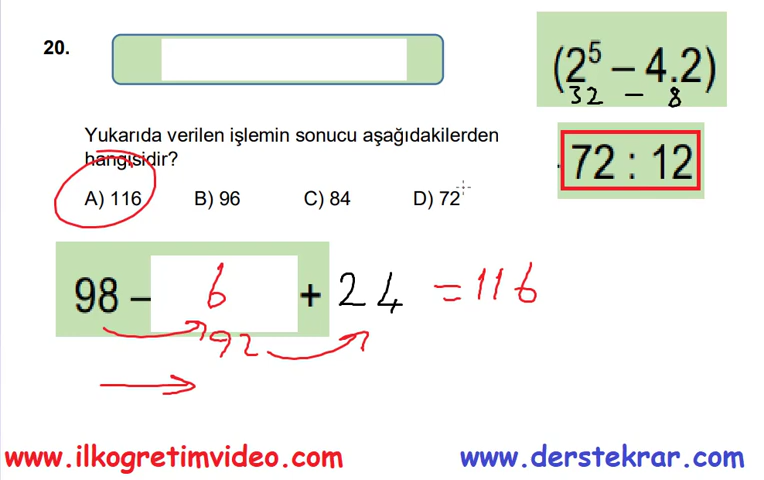 20.
(2⁵ − 4.2)
32 − 8
72 : 12
Yukarıda verilen işlemin sonucu aşağıdakilerden
hangisidir?
A) 116 B) 96 C) 84 D) 72
98 − 6 + 24 = 116
92
www.ilkogretimvideo.com www.derstekrar.com